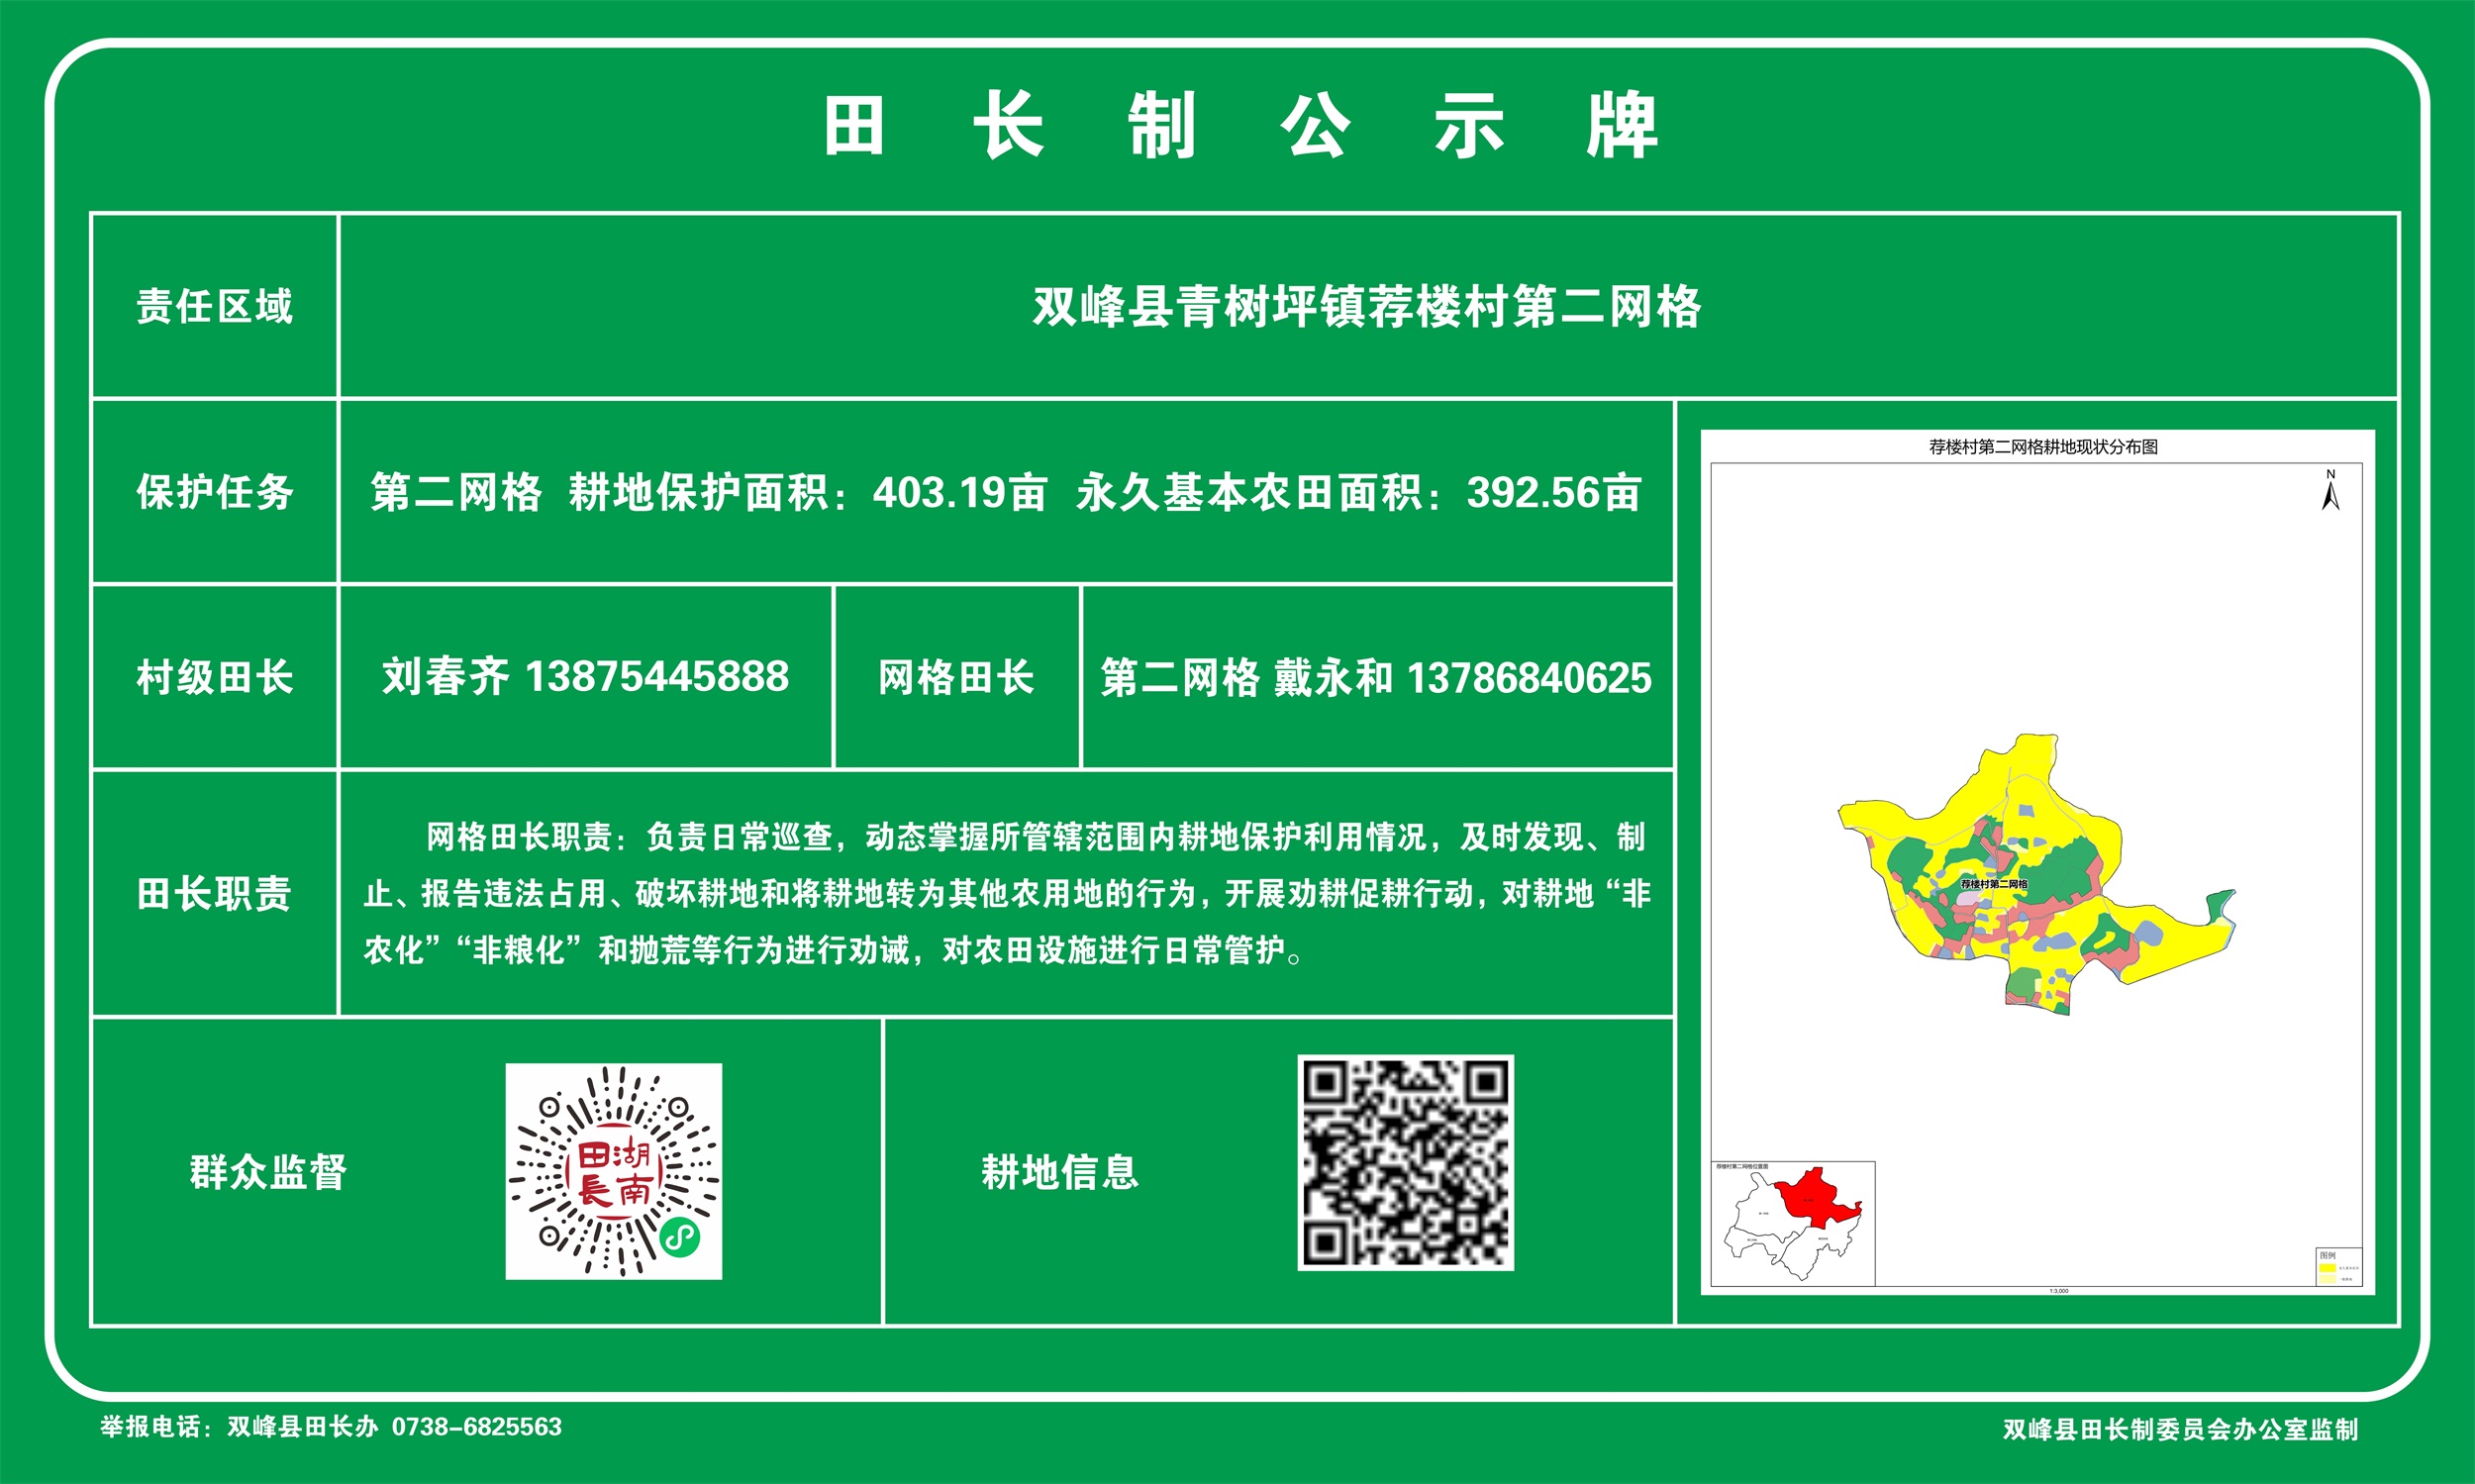 田长制公示牌
责任区域
双峰县青树坪镇荐楼村第二网格
保护任务
第二网格 耕地保护面积：403.19亩 永久基本农田面积：392.56亩
村级田长
刘春齐 13875445888
网格田长
第二网格 戴永和 13786840625
田长职责
网格田长职责：负责日常巡查，动态掌握所管辖范围内耕地保护利用情况，及时发现、制
止、报告违法占用、破坏耕地和将耕地转为其他农用地的行为，开展劝耕促耕行动，对耕地“非
农化”“非粮化”和抛荒等行为进行劝诫，对农田设施进行日常管护。
群众监督
湖南
田長
耕地信息
荐楼村第二网格耕地现状分布图
N
荐楼村第二网格
荐楼村第二网格位置图
图例
1:3,000
举报电话：双峰县田长办 0738-6825563
双峰县田长制委员会办公室监制